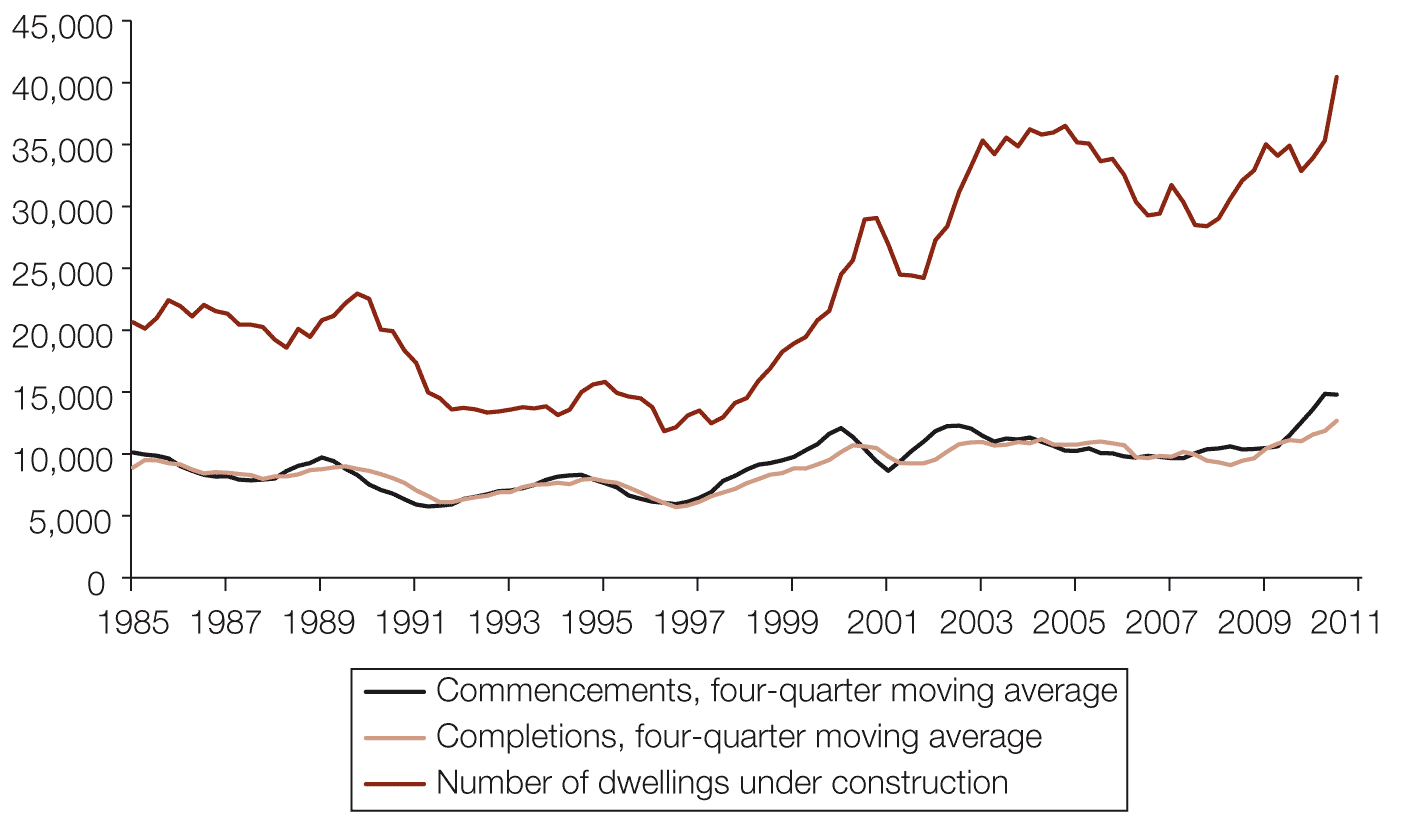 45,000
40,000
35,000
30,000
25,000
20,000
15,000
10,000
5,000
0
1985 1987 1989 1991 1993 1995 1997 1999 2001 2003 2005 2007 2009 2011
Commencements, four-quarter moving average
Completions, four-quarter moving average
Number of dwellings under construction